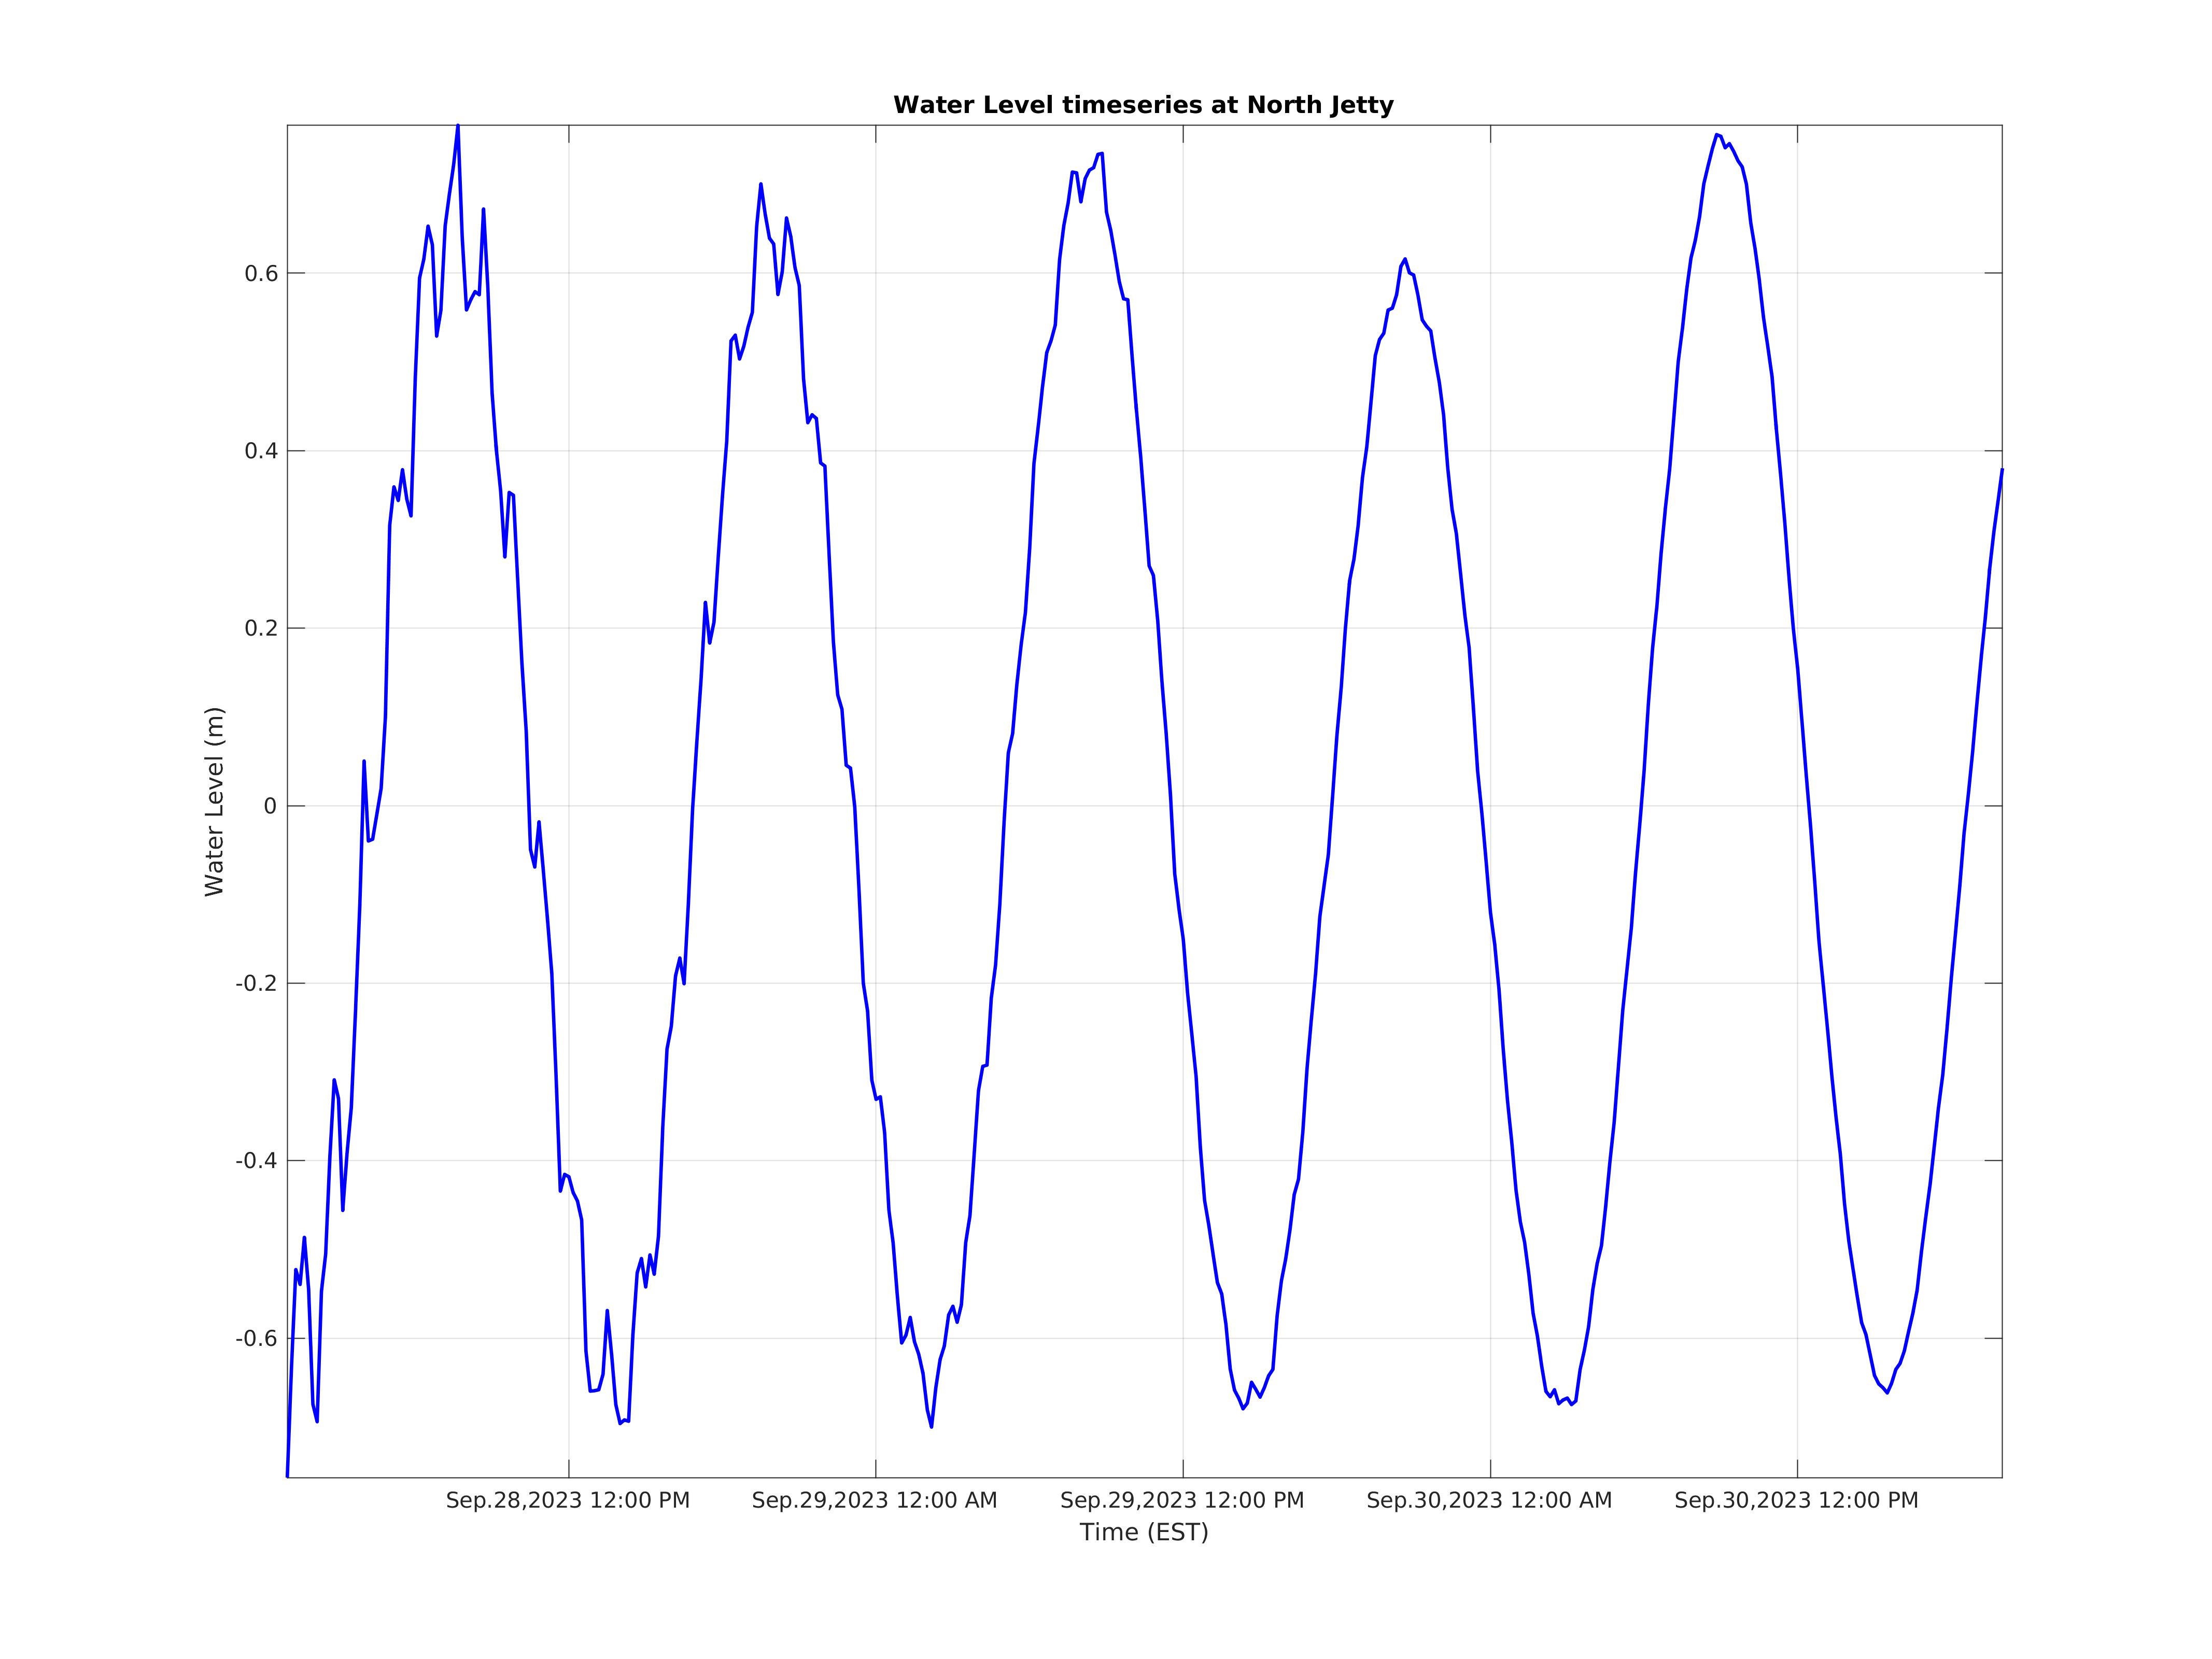 Water Level timeseries at North Jetty
0.6
0.4
0.2
0
-0.2
-0.4
-0.6
Water Level (m)
Sep.28,2023 12:00 PM
Sep.29,2023 12:00 AM
Sep.29,2023 12:00 PM
Sep.30,2023 12:00 AM
Sep.30,2023 12:00 PM
Time (EST)